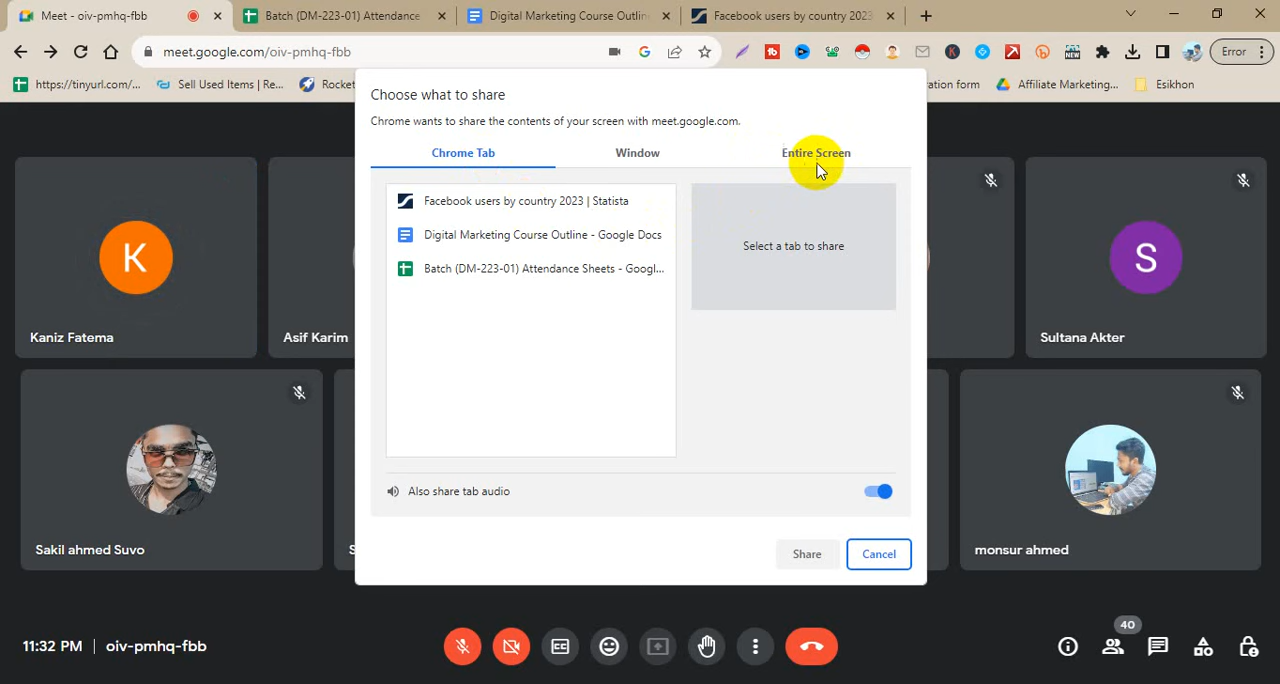 Meet - oiv-pmhq-fbb
Batch (DM-223-01) Attendance
Digital Marketing Course Outlin
Facebook users by country 2023
meet.google.com/oiv-pmhq-fbb
Error
https://tinyurl.com/...
Sell Used Items | Re...
Rocket
ation form
Affiliate Marketing...
Esikhon
Choose what to share
Chrome wants to share the contents of your screen with meet.google.com.
Chrome Tab
Window
Entire Screen
Facebook users by country 2023 | Statista
Digital Marketing Course Outline - Google Docs
Batch (DM-223-01) Attendance Sheets - Googl...
Select a tab to share
Also share tab audio
Share
Cancel
K
Kaniz Fatema
Asif Karim
S
Sultana Akter
Sakil ahmed Suvo
S
monsur ahmed
11:32 PM | oiv-pmhq-fbb
40